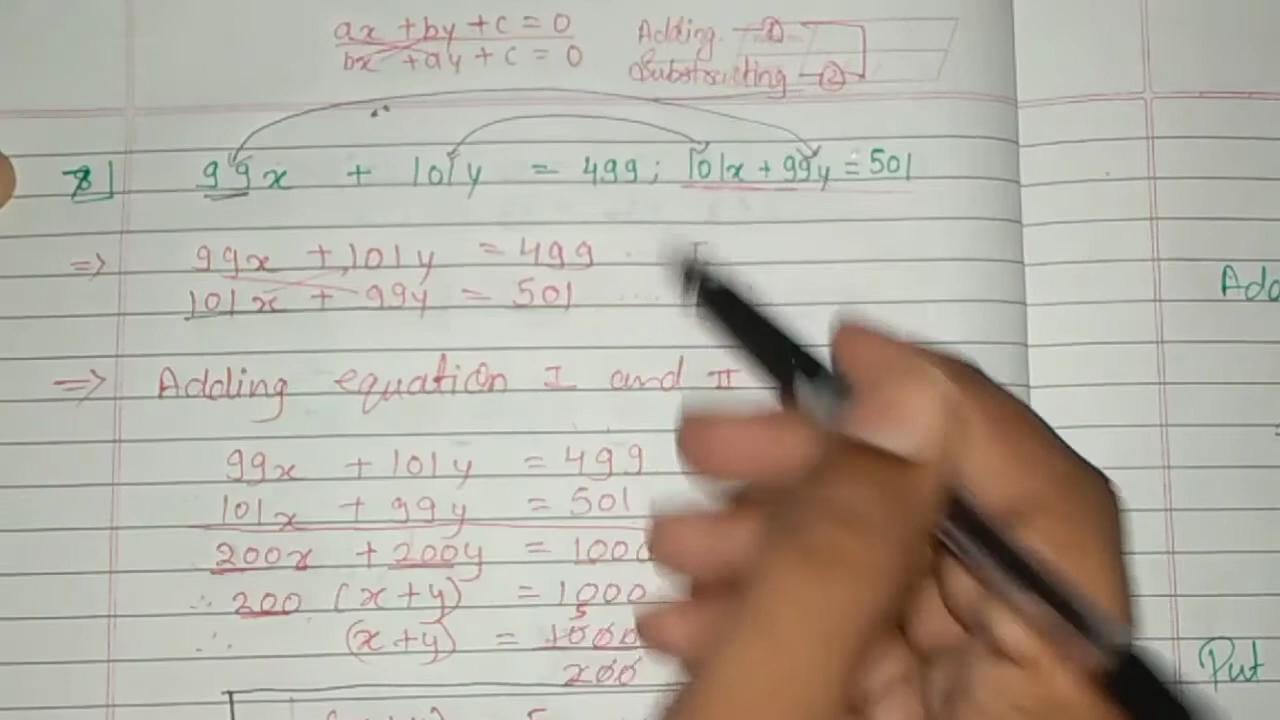 ax + by + c = 0
bx + ay + c = 0
Adding — 1
Substracting — 2
8] 99x + 101y = 499; 101x + 99y = 501
⇒ 99x + 101y = 499 ... I
101x + 99y = 501 ...
⇒ Adding equation I and II
99x + 101y = 499
101x + 99y = 501
200x + 200y = 1000
∴ 200 (x+y) = 1000
5
∴ (x+y) = 1000
200
Put